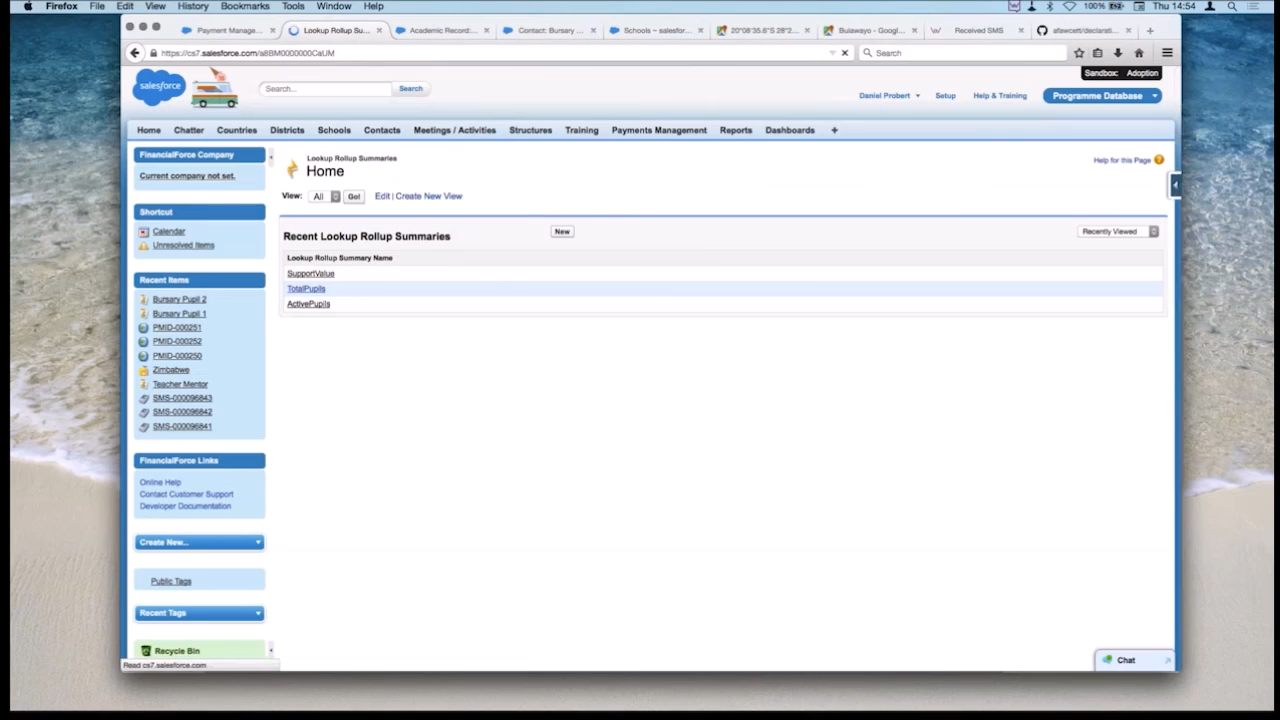 Firefox File Edit View History Bookmarks Tools Window Help 100% Thu 14:54
Payment Manage... Lookup Rollup Su... Academic Record:... Contact: Bursary ... Schools ~ salesfor... 20°08'35.6"S 28°2... Bulawayo - Googl... Received SMS afawcett/declarati...
https://cs7.salesforce.com/a8BM0000000CaUM Search
salesforce Search... Search Sandbox: Adoption
Daniel Probert Setup Help & Training Programme Database
Home Chatter Countries Districts Schools Contacts Meetings / Activities Structures Training Payments Management Reports Dashboards +
FinancialForce Company
Current company not set.
Shortcut
Calendar
Unresolved Items
Recent Items
Bursary Pupil 2
Bursary Pupil 1
PMID-000251
PMID-000252
PMID-000250
Zimbabwe
Teacher Mentor
SMS-000096843
SMS-000096842
SMS-000096841
FinancialForce Links
Online Help
Contact Customer Support
Developer Documentation
Create New...
Public Tags
Recent Tags
Recycle Bin
Read cs7.salesforce.com
Lookup Rollup Summaries
Home
Help for this Page ?
View: All Go! Edit | Create New View
Recent Lookup Rollup Summaries New Recently Viewed
Lookup Rollup Summary Name
SupportValue
TotalPupils
ActivePupils
Chat